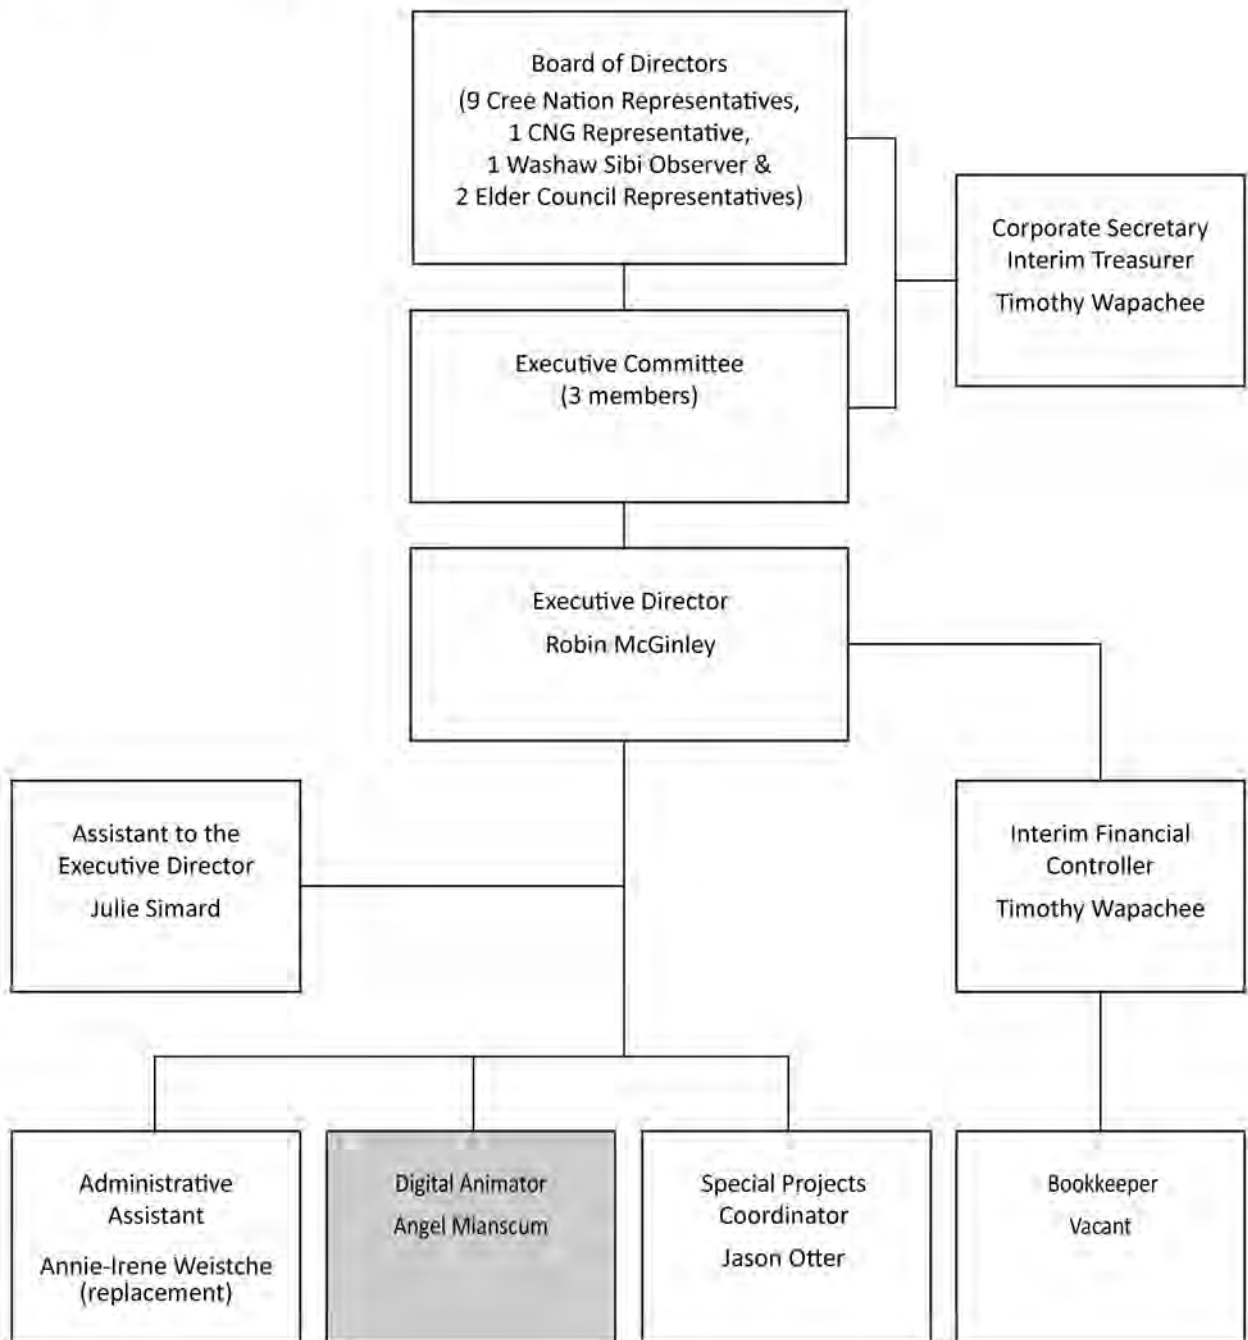 Board of Directors
(9 Cree Nation Representatives,
1 CNG Representative,
1 Washaw Sibi Observer &
2 Elder Council Representatives)
Corporate Secretary
Interim Treasurer
Timothy Wapachee
Executive Committee
(3 members)
Executive Director
Robin McGinley
Assistant to the
Executive Director
Julie Simard
Interim Financial
Controller
Timothy Wapachee
Administrative
Assistant
Annie-Irene Weistche
(replacement)
Digital Animator
Angel Mianscum
Special Projects
Coordinator
Jason Otter
Bookkeeper
Vacant